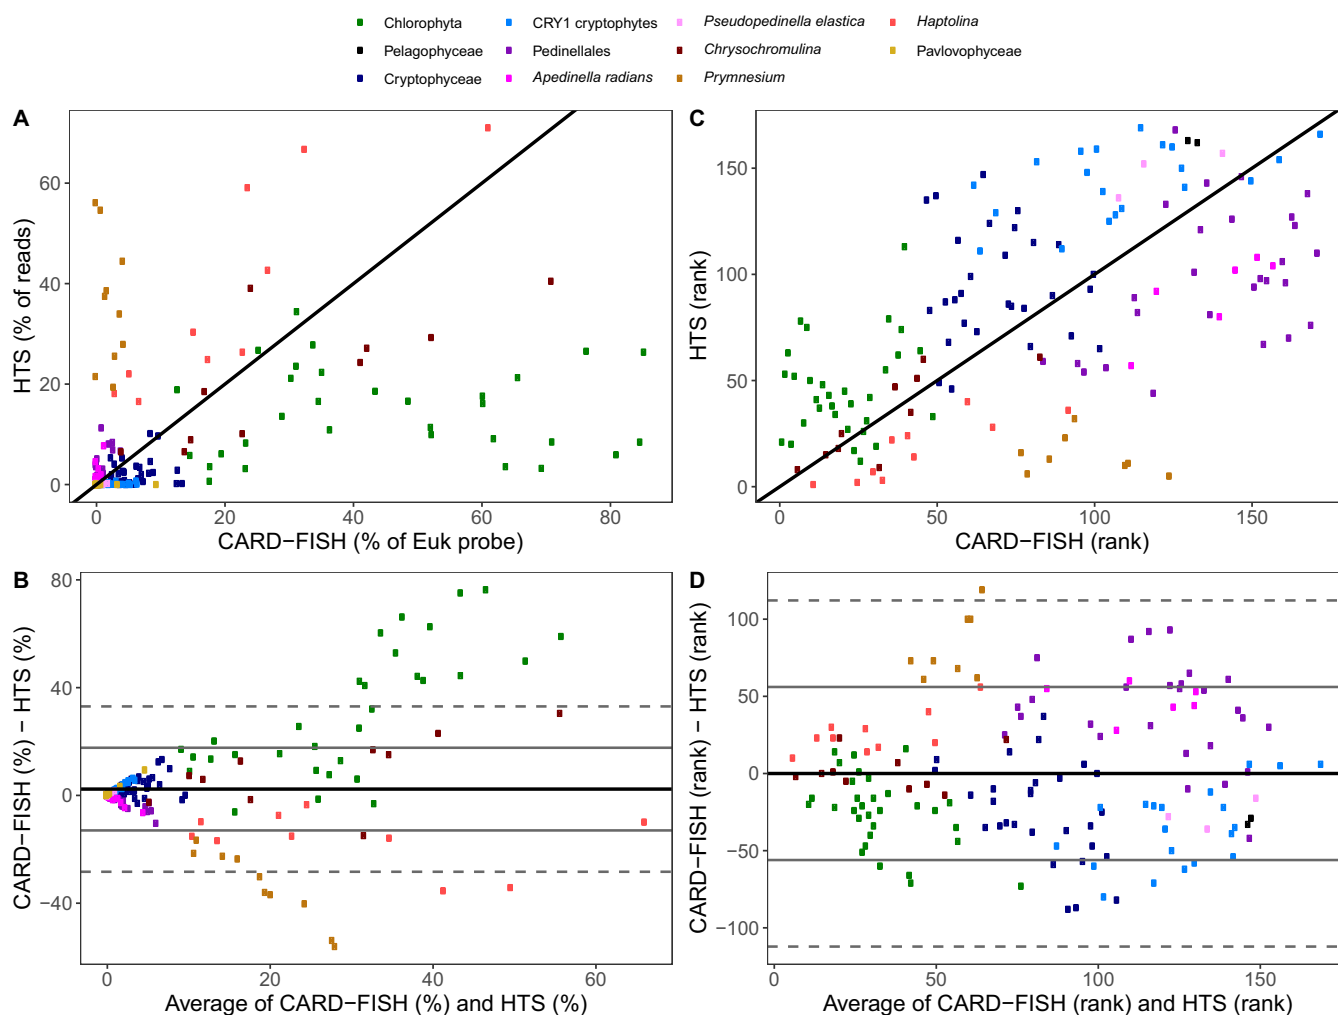 Chlorophyta CRY1 cryptophytes Pseudopedinella elastica Haptolina
Pelagophyceae Pedinellales Chrysochromulina Pavlovophyceae
Cryptophyceae Apedinella radians Prymnesium
A
HTS (% of reads)
60
40
20
0
0 20 40 60 80
CARD−FISH (% of Euk probe)
C
HTS (rank)
150
100
50
0
0 50 100 150
CARD−FISH (rank)
B
CARD−FISH (%) − HTS (%)
80
40
0
−40
0 20 40 60
Average of CARD−FISH (%) and HTS (%)
D
CARD−FISH (rank) − HTS (rank)
100
50
0
−50
−100
0 50 100 150
Average of CARD−FISH (rank) and HTS (rank)